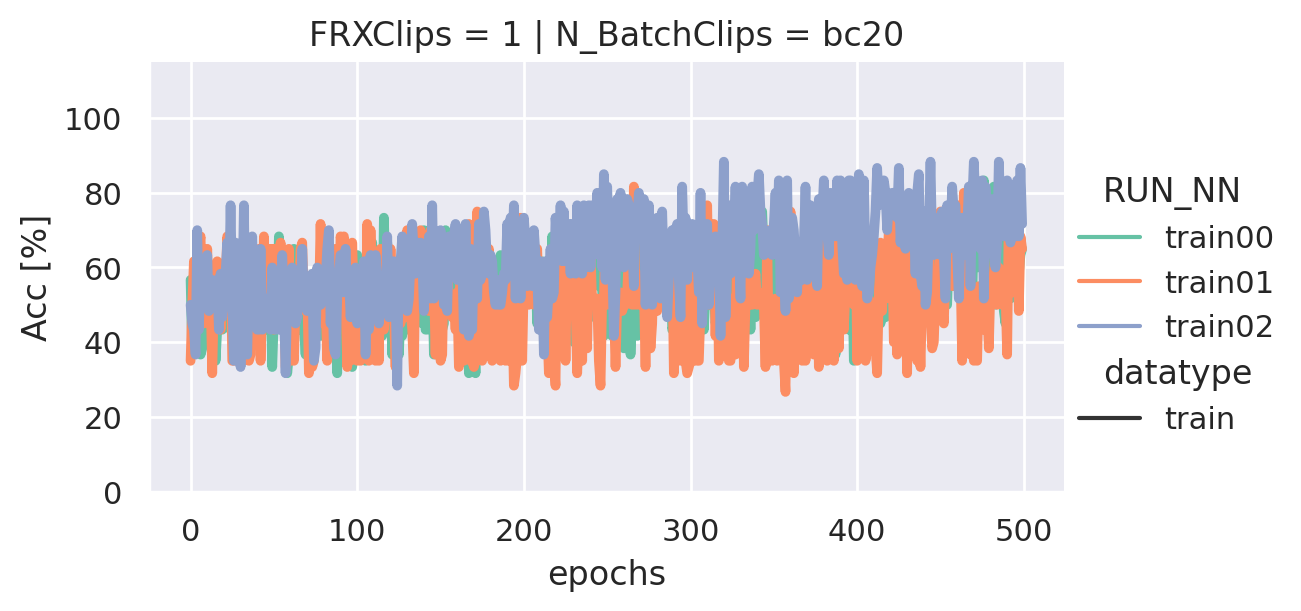 FRXClips = 1 | N_BatchClips = bc20
Acc [%]
100
80
60
40
20
0
0 100 200 300 400 500
epochs
RUN_NN
train00
train01
train02
datatype
train